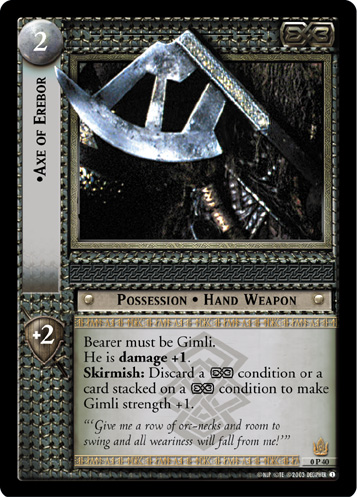 2
•Axe of Erebor
Possession • Hand Weapon
+2
Bearer must be Gimli.
He is damage +1.
Skirmish: Discard a condition or a
card stacked on a condition to make
Gimli strength +1.
“‘Give me a row of orc-necks and room to
swing and all weariness will fall from me!’”
0 P 40